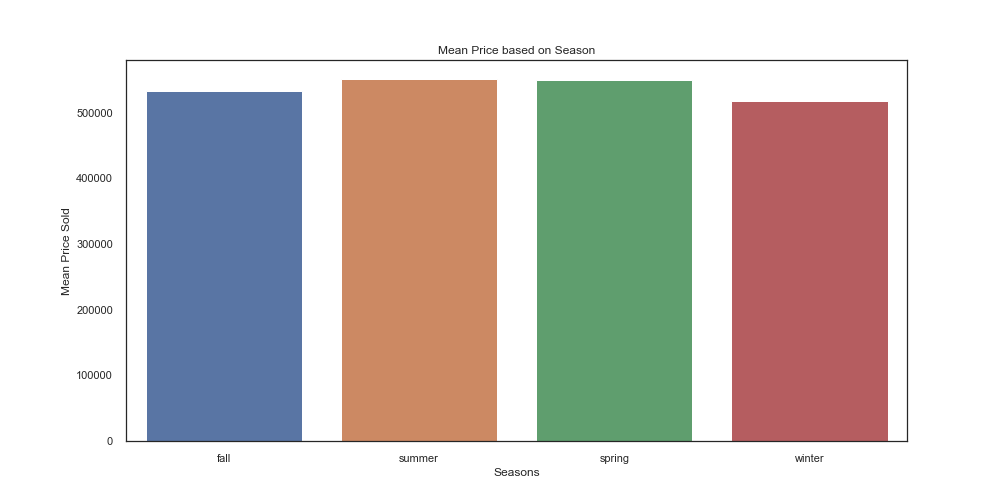 Mean Price based on Season
Mean Price Sold
500000
400000
300000
200000
100000
0
fall summer spring winter
Seasons